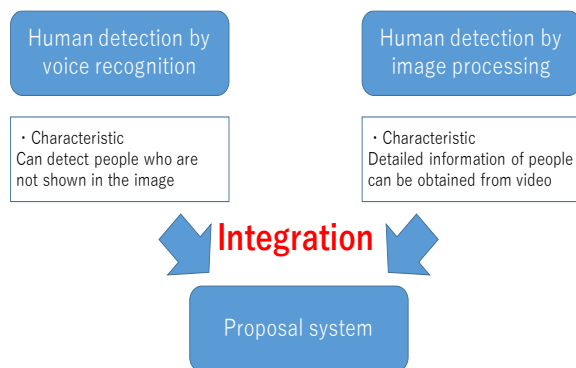 Human detection by
voice recognition
Human detection by
image processing
・Characteristic
Can detect people who are
not shown in the image
・Characteristic
Detailed information of people
can be obtained from video
Integration
Proposal system